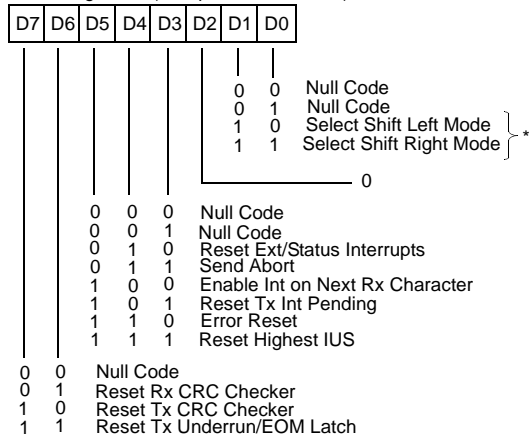 D7 D6 D5 D4 D3 D2 D1 D0
0 0 Null Code
0 1 Null Code
1 0 Select Shift Left Mode
1 1 Select Shift Right Mode
*
0
0 0 0 Null Code
0 0 1 Null Code
0 1 0 Reset Ext/Status Interrupts
0 1 1 Send Abort
1 0 0 Enable Int on Next Rx Character
1 0 1 Reset Tx Int Pending
1 1 0 Error Reset
1 1 1 Reset Highest IUS
0 0 Null Code
0 1 Reset Rx CRC Checker
1 0 Reset Tx CRC Checker
1 1 Reset Tx Underrun/EOM Latch